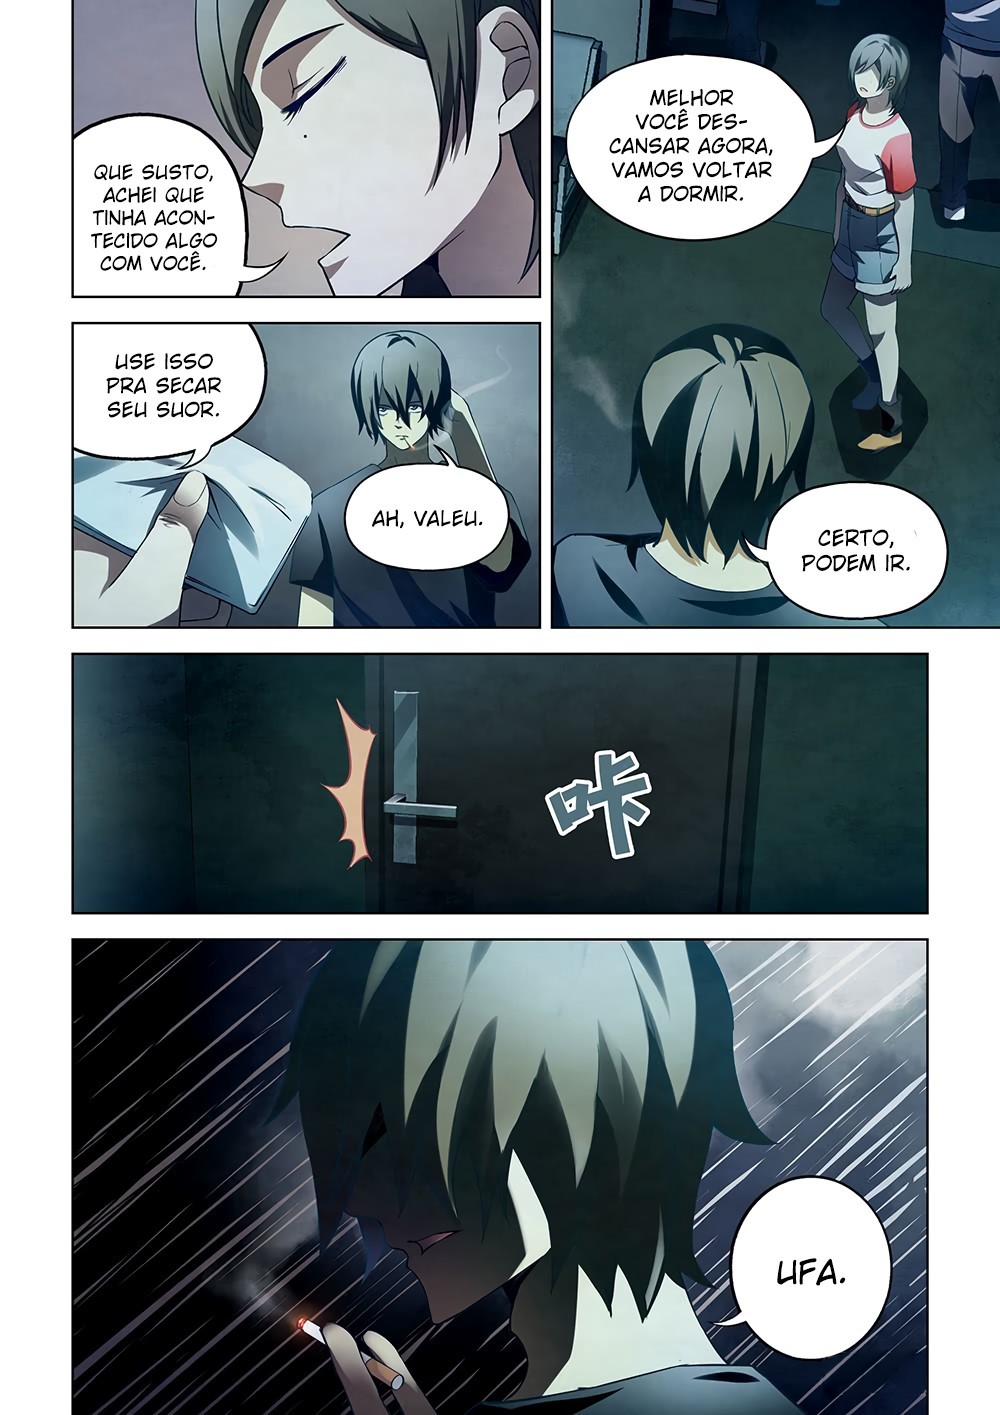 QUE SUSTO,
ACHEI QUE
TINHA ACON-
TECIDO ALGO
COM VOCÊ.
USE ISSO
PRA SECAR
SEU SUOR.
AH, VALEU.
MELHOR
VOCÊ DES-
CANSAR AGORA,
VAMOS VOLTAR
A DORMIR.
CERTO,
PODEM IR.
咔
UFA.